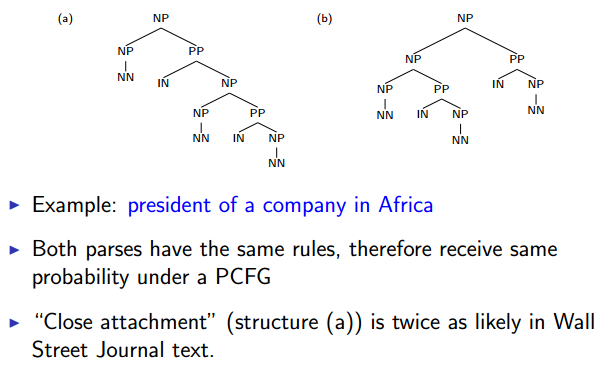 (a) NP (b) NP
NP PP NP PP
NN IN NP NP PP IN NP
NP PP NN IN NP NN
NN IN NP NN
NN
Example: president of a company in Africa
Both parses have the same rules, therefore receive same
probability under a PCFG
“Close attachment” (structure (a)) is twice as likely in Wall
Street Journal text.